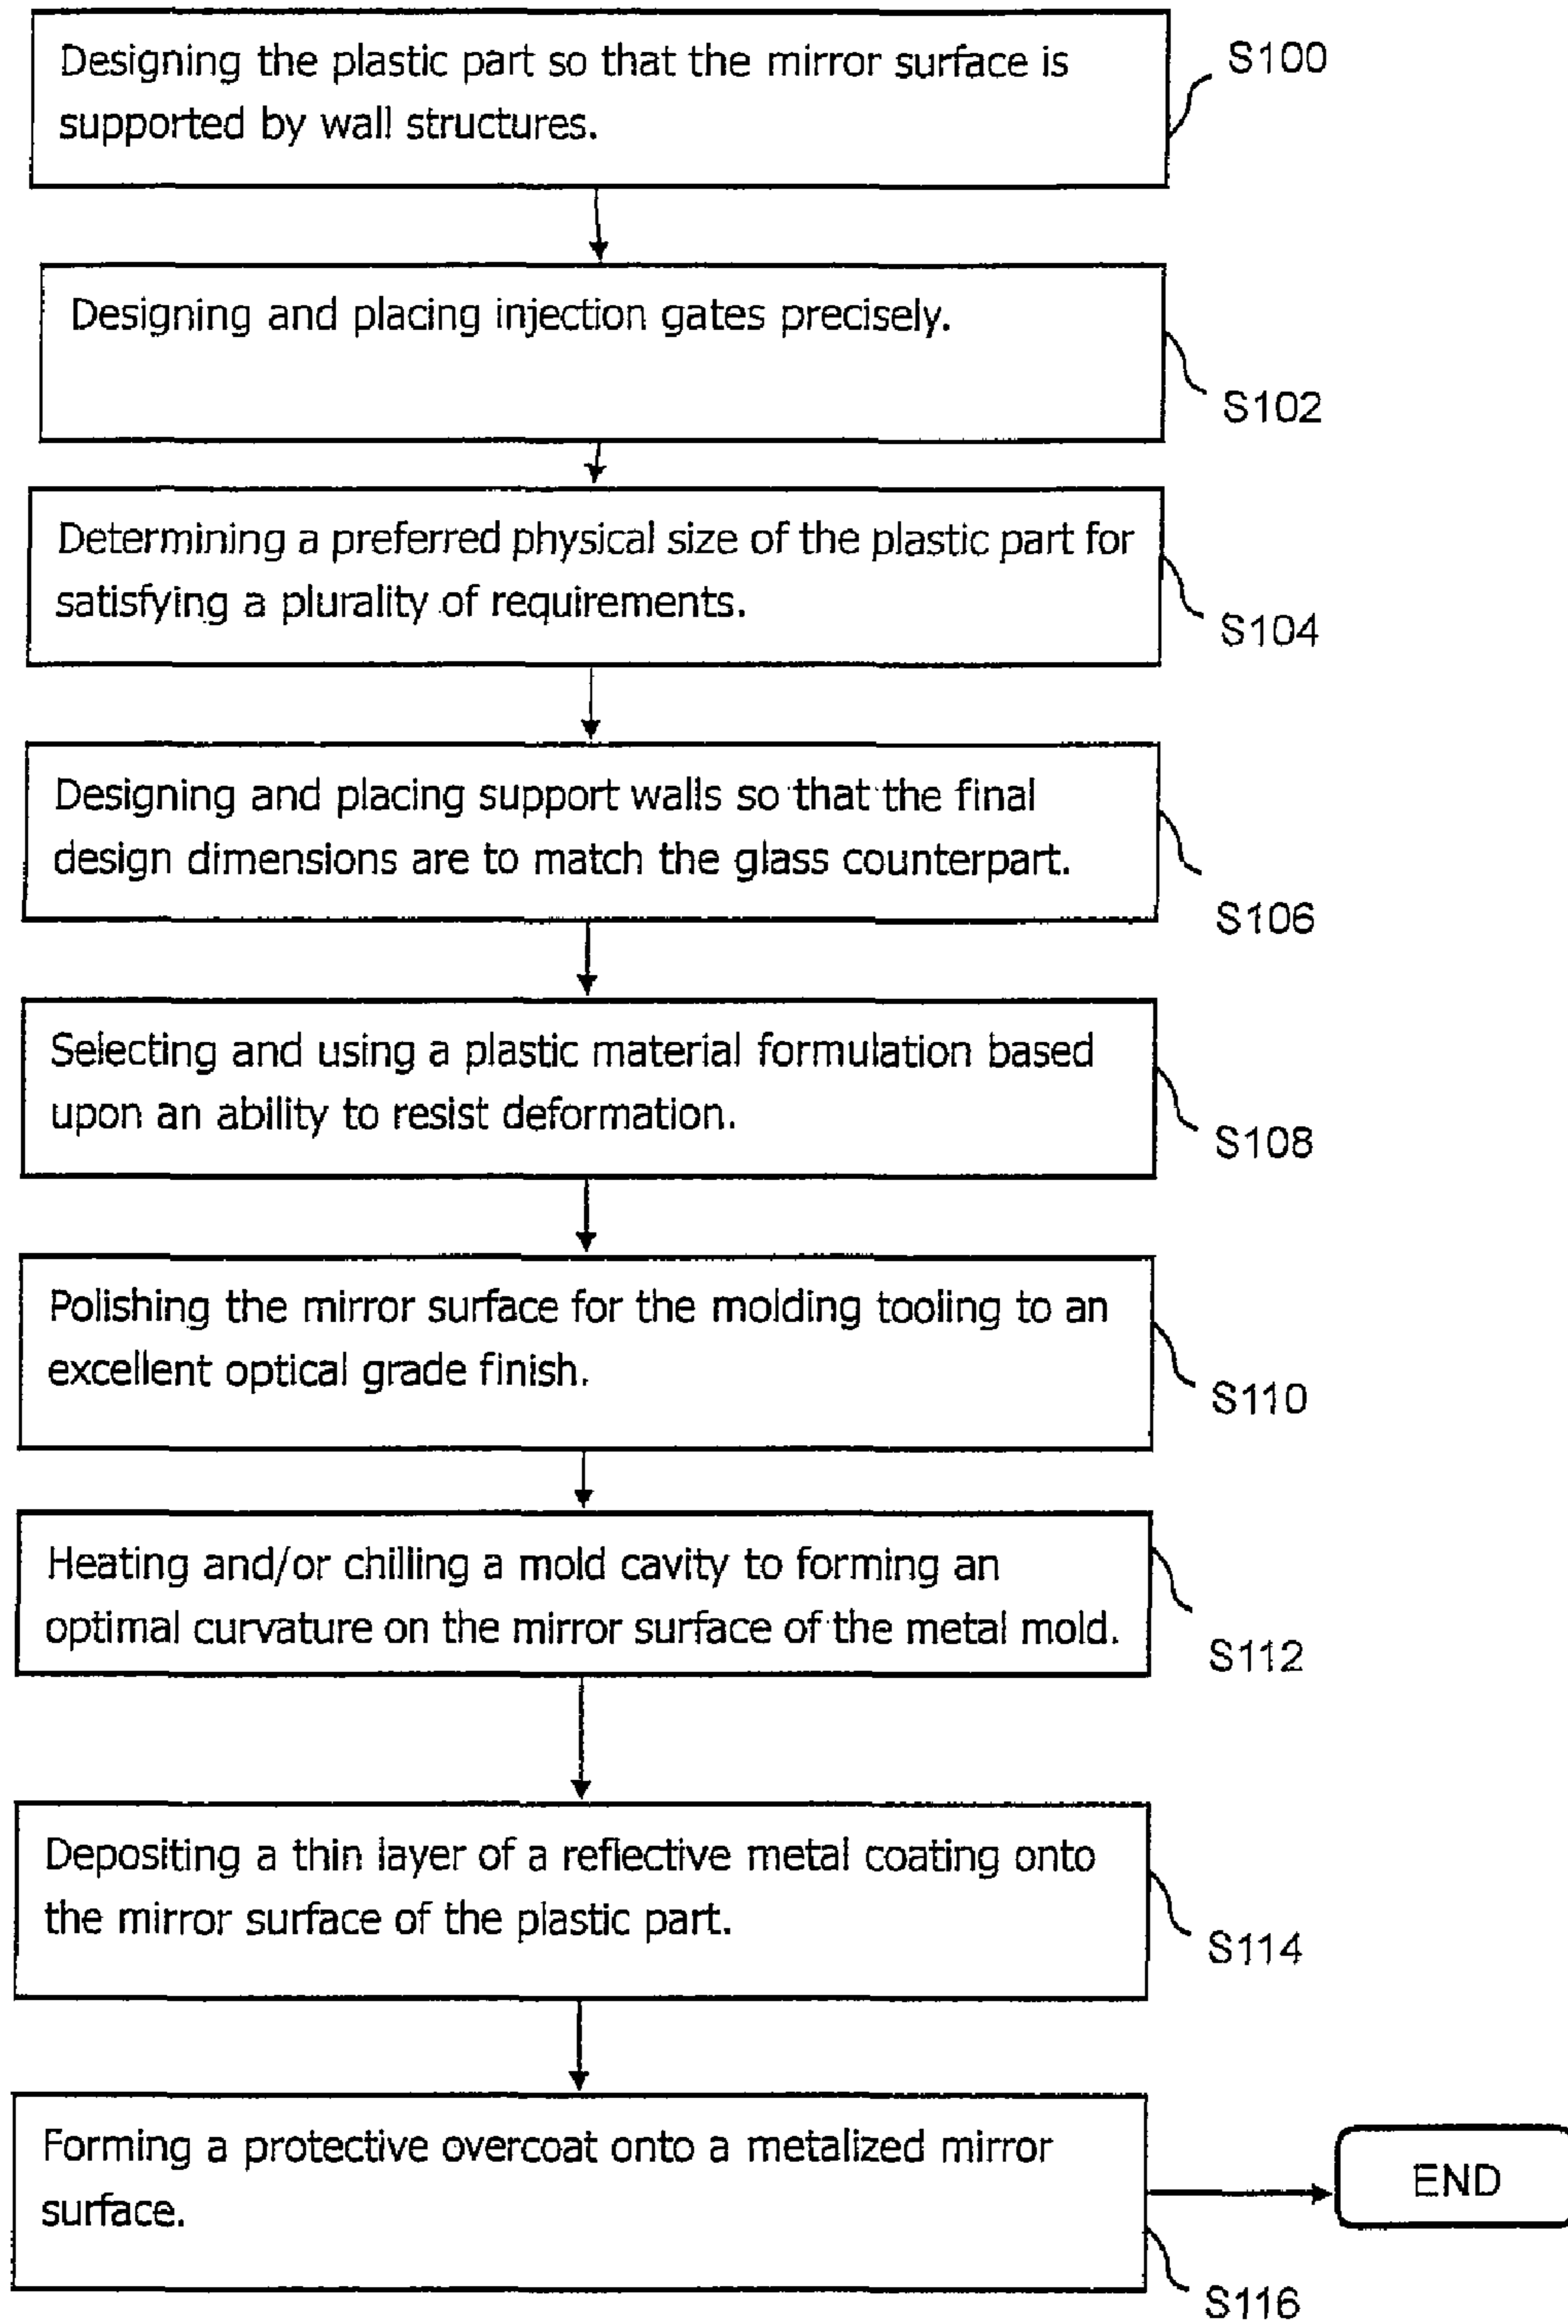 Designing the plastic part so that the mirror surface is
supported by wall structures.
S100
Designing and placing injection gates precisely.
S102
Determining a preferred physical size of the plastic part for
satisfying a plurality of requirements.
S104
Designing and placing support walls so that the final
design dimensions are to match the glass counterpart.
S106
Selecting and using a plastic material formulation based
upon an ability to resist deformation.
S108
Polishing the mirror surface for the molding tooling to an
excellent optical grade finish.
S110
Heating and/or chilling a mold cavity to forming an
optimal curvature on the mirror surface of the metal mold.
S112
Depositing a thin layer of a reflective metal coating onto
the mirror surface of the plastic part.
S114
Forming a protective overcoat onto a metalized mirror
surface.
END
S116